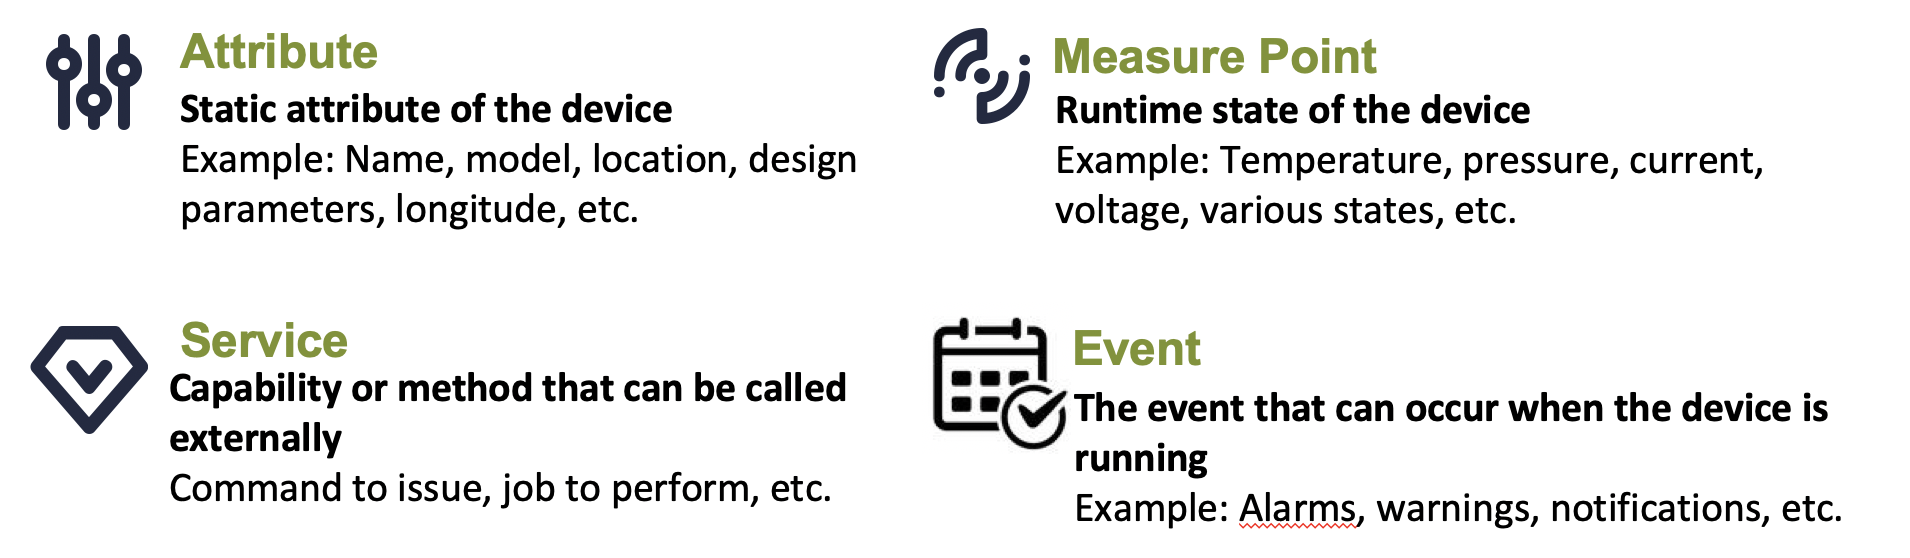 Attribute
Static attribute of the device
Example: Name, model, location, design
parameters, longitude, etc.
Measure Point
Runtime state of the device
Example: Temperature, pressure, current,
voltage, various states, etc.
Service
Capability or method that can be called
externally
Command to issue, job to perform, etc.
Event
The event that can occur when the device is
running
Example: Alarms, warnings, notifications, etc.